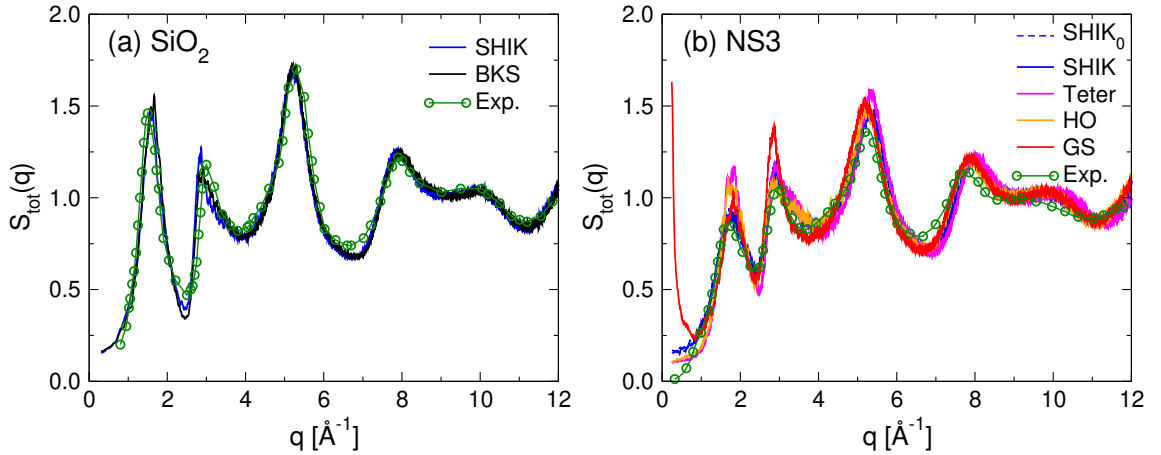 (a) SiO₂
SHIK
BKS
Exp.
S_tot(q)
2.0
1.5
1.0
0.5
0.0
0 2 4 6 8 10 12
q [Å⁻¹]
(b) NS3
SHIK₀
SHIK
Teter
HO
GS
Exp.
S_tot(q)
2.0
1.5
1.0
0.5
0.0
0 2 4 6 8 10 12
q [Å⁻¹]